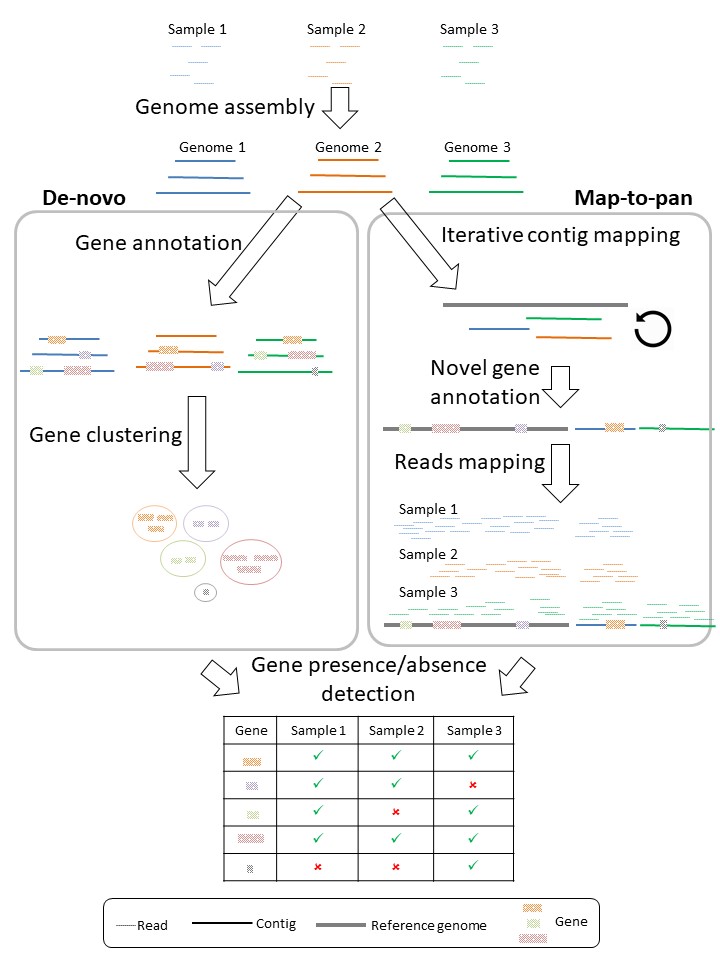 Sample 1 Sample 2 Sample 3
Genome assembly
Genome 1 Genome 2 Genome 3
De-novo Map-to-pan
Gene annotation
Iterative contig mapping
Novel gene
annotation
Gene clustering
Reads mapping
Sample 1
Sample 2
Sample 3
Gene presence/absence
detection
Gene Sample 1 Sample 2 Sample 3
Read Contig Reference genome Gene